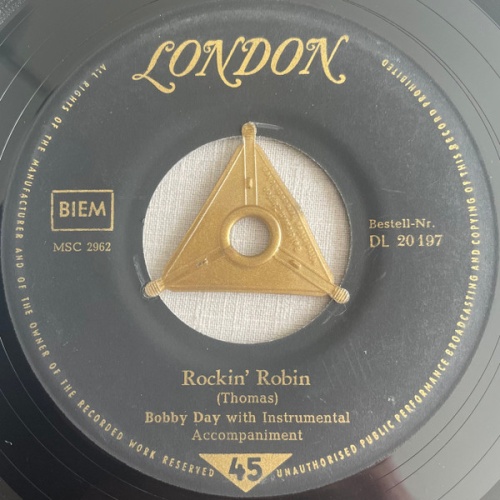 LONDON
ALL RIGHTS OF THE MANUFACTURER AND OF THE OWNER OF THE RECORDED WORK RESERVED
UNAUTHORISED PUBLIC PERFORMANCE BROADCASTING AND COPYING OF THIS RECORD PROHIBITED
BIEM
MSC 2962
Bestell-Nr.
DL 20197
Rockin' Robin
(Thomas)
Bobby Day with Instrumental
Accompaniment
45